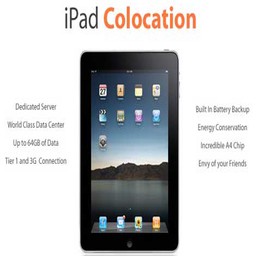 iPad Colocation
Dedicated Server
World Class Data Center
Up to 64GB of Data
Tier 1 and 3G Connection
Built In Battery Backup
Energy Conservation
Incredible A4 Chip
Envy of your Friends